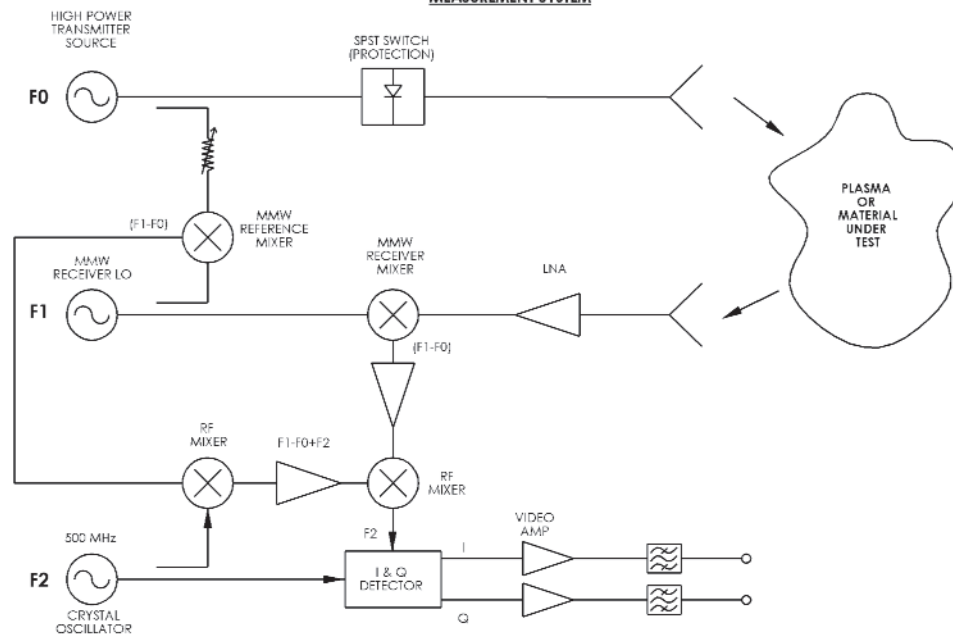 MEASUREMENT SYSTEM
HIGH POWER
TRANSMITTER
SOURCE
F0
SPST SWITCH
(PROTECTION)
PLASMA
OR
MATERIAL
UNDER
TEST
(F1-F0)
MMW
REFERENCE
MIXER
MMW
RECEIVER LO
F1
MMW
RECEIVER
MIXER
LNA
(F1-F0)
RF
MIXER
F1-F0+F2
RF
MIXER
500 MHz
F2
CRYSTAL
OSCILLATOR
F2
I & Q
DETECTOR
I
Q
VIDEO
AMP